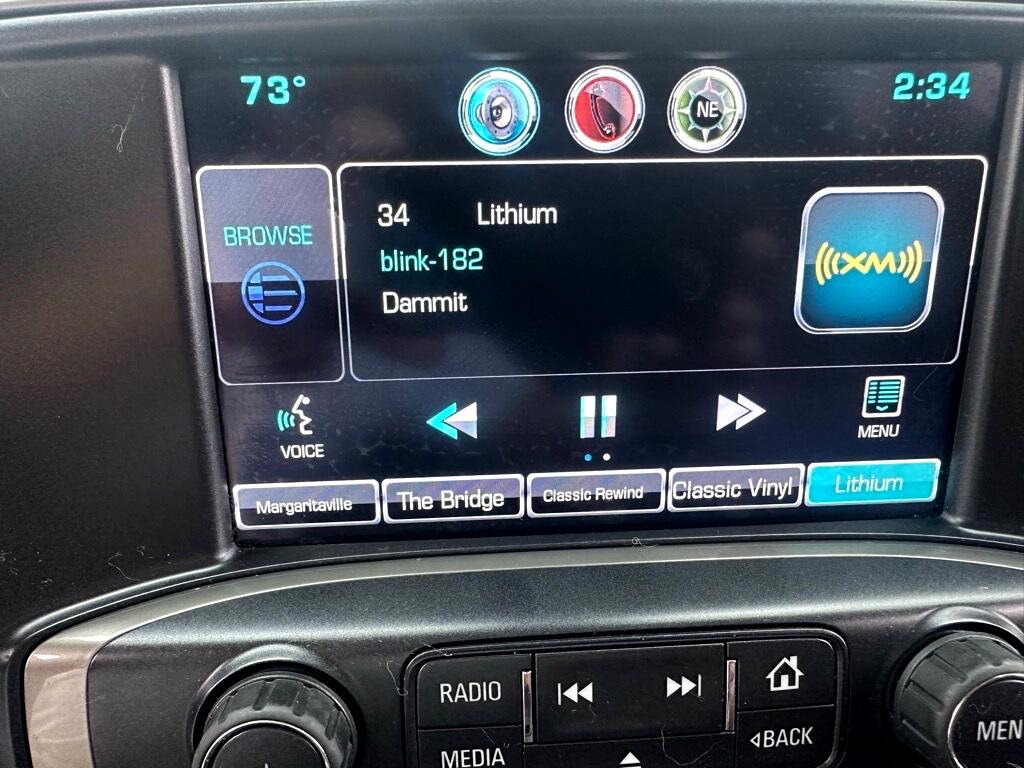 73°
NE
2:34
BROWSE
34 Lithium
blink-182
Dammit
(((XM)))
VOICE
MENU
Margaritaville
The Bridge
Classic Rewind
Classic Vinyl
Lithium
RADIO
MEDIA
BACK
MEN